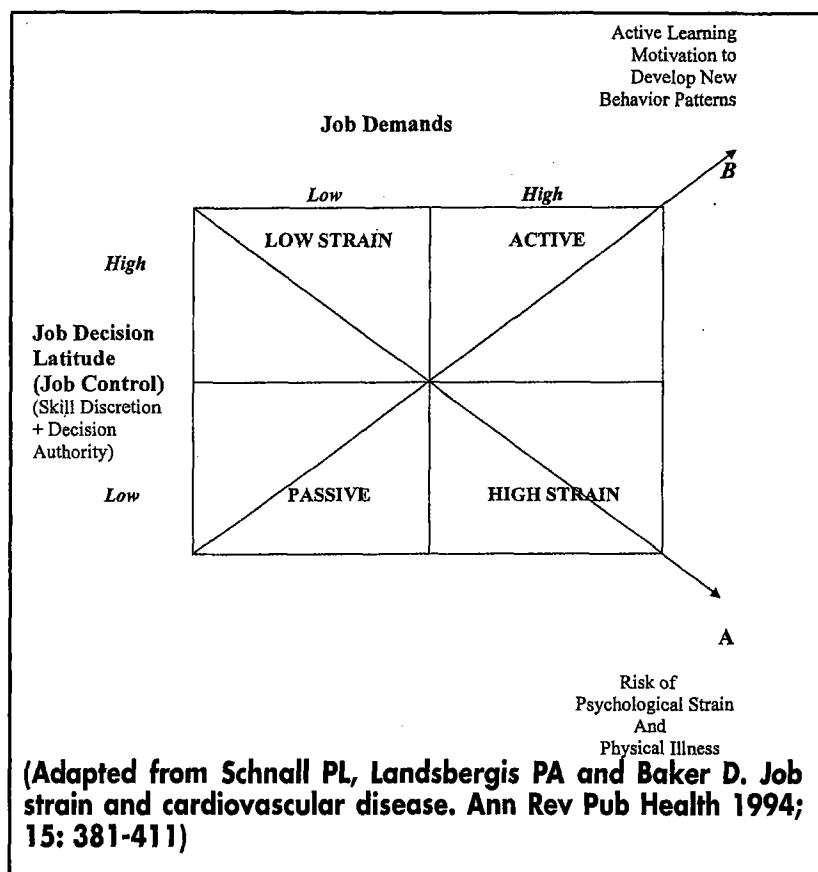 Active Learning
Motivation to
Develop New
Behavior Patterns
Job Demands
B
Low High
LOW STRAIN ACTIVE
High
Job Decision
Latitude
(Job Control)
(Skill Discretion
+ Decision
Authority)
Low
PASSIVE HIGH STRAIN
A
Risk of
Psychological Strain
And
Physical Illness
(Adapted from Schnall PL, Landsbergis PA and Baker D. Job
strain and cardiovascular disease. Ann Rev Pub Health 1994;
15: 381-411)